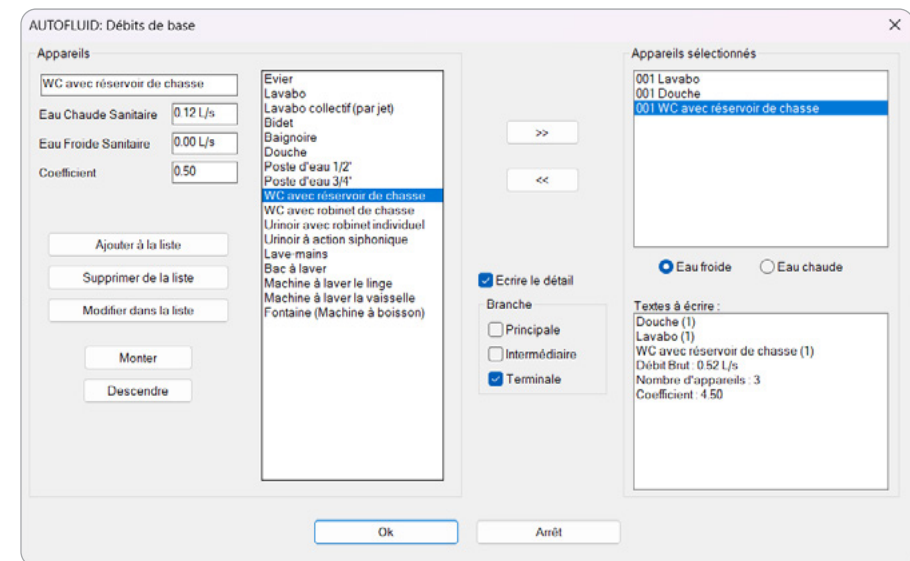 AUTOFLUID: Débits de base
Appareils
WC avec réservoir de chasse
Eau Chaude Sanitaire 0.12 L/s
Eau Froide Sanitaire 0.00 L/s
Coefficient 0.50
Ajouter à la liste
Supprimer de la liste
Modifier dans la liste
Monter
Descendre
Evier
Lavabo
Lavabo collectif (par jet)
Bidet
Baignoire
Douche
Poste d'eau 1/2'
Poste d'eau 3/4'
WC avec réservoir de chasse
WC avec robinet de chasse
Urinoir avec robinet individuel
Urinoir à action siphonique
Lave-mains
Bac à laver
Machine à laver le linge
Machine à laver la vaisselle
Fontaine (Machine à boisson)
>>
<<
Ecrire le détail
Branche
Principale
Intermédiaire
Terminale
Appareils sélectionnés
001 Lavabo
001 Douche
001 WC avec réservoir de chasse
Eau froide Eau chaude
Textes à écrire :
Douche (1)
Lavabo (1)
WC avec réservoir de chasse (1)
Débit Brut : 0.52 L/s
Nombre d'appareils : 3
Coefficient : 4.50
Ok
Arrêt